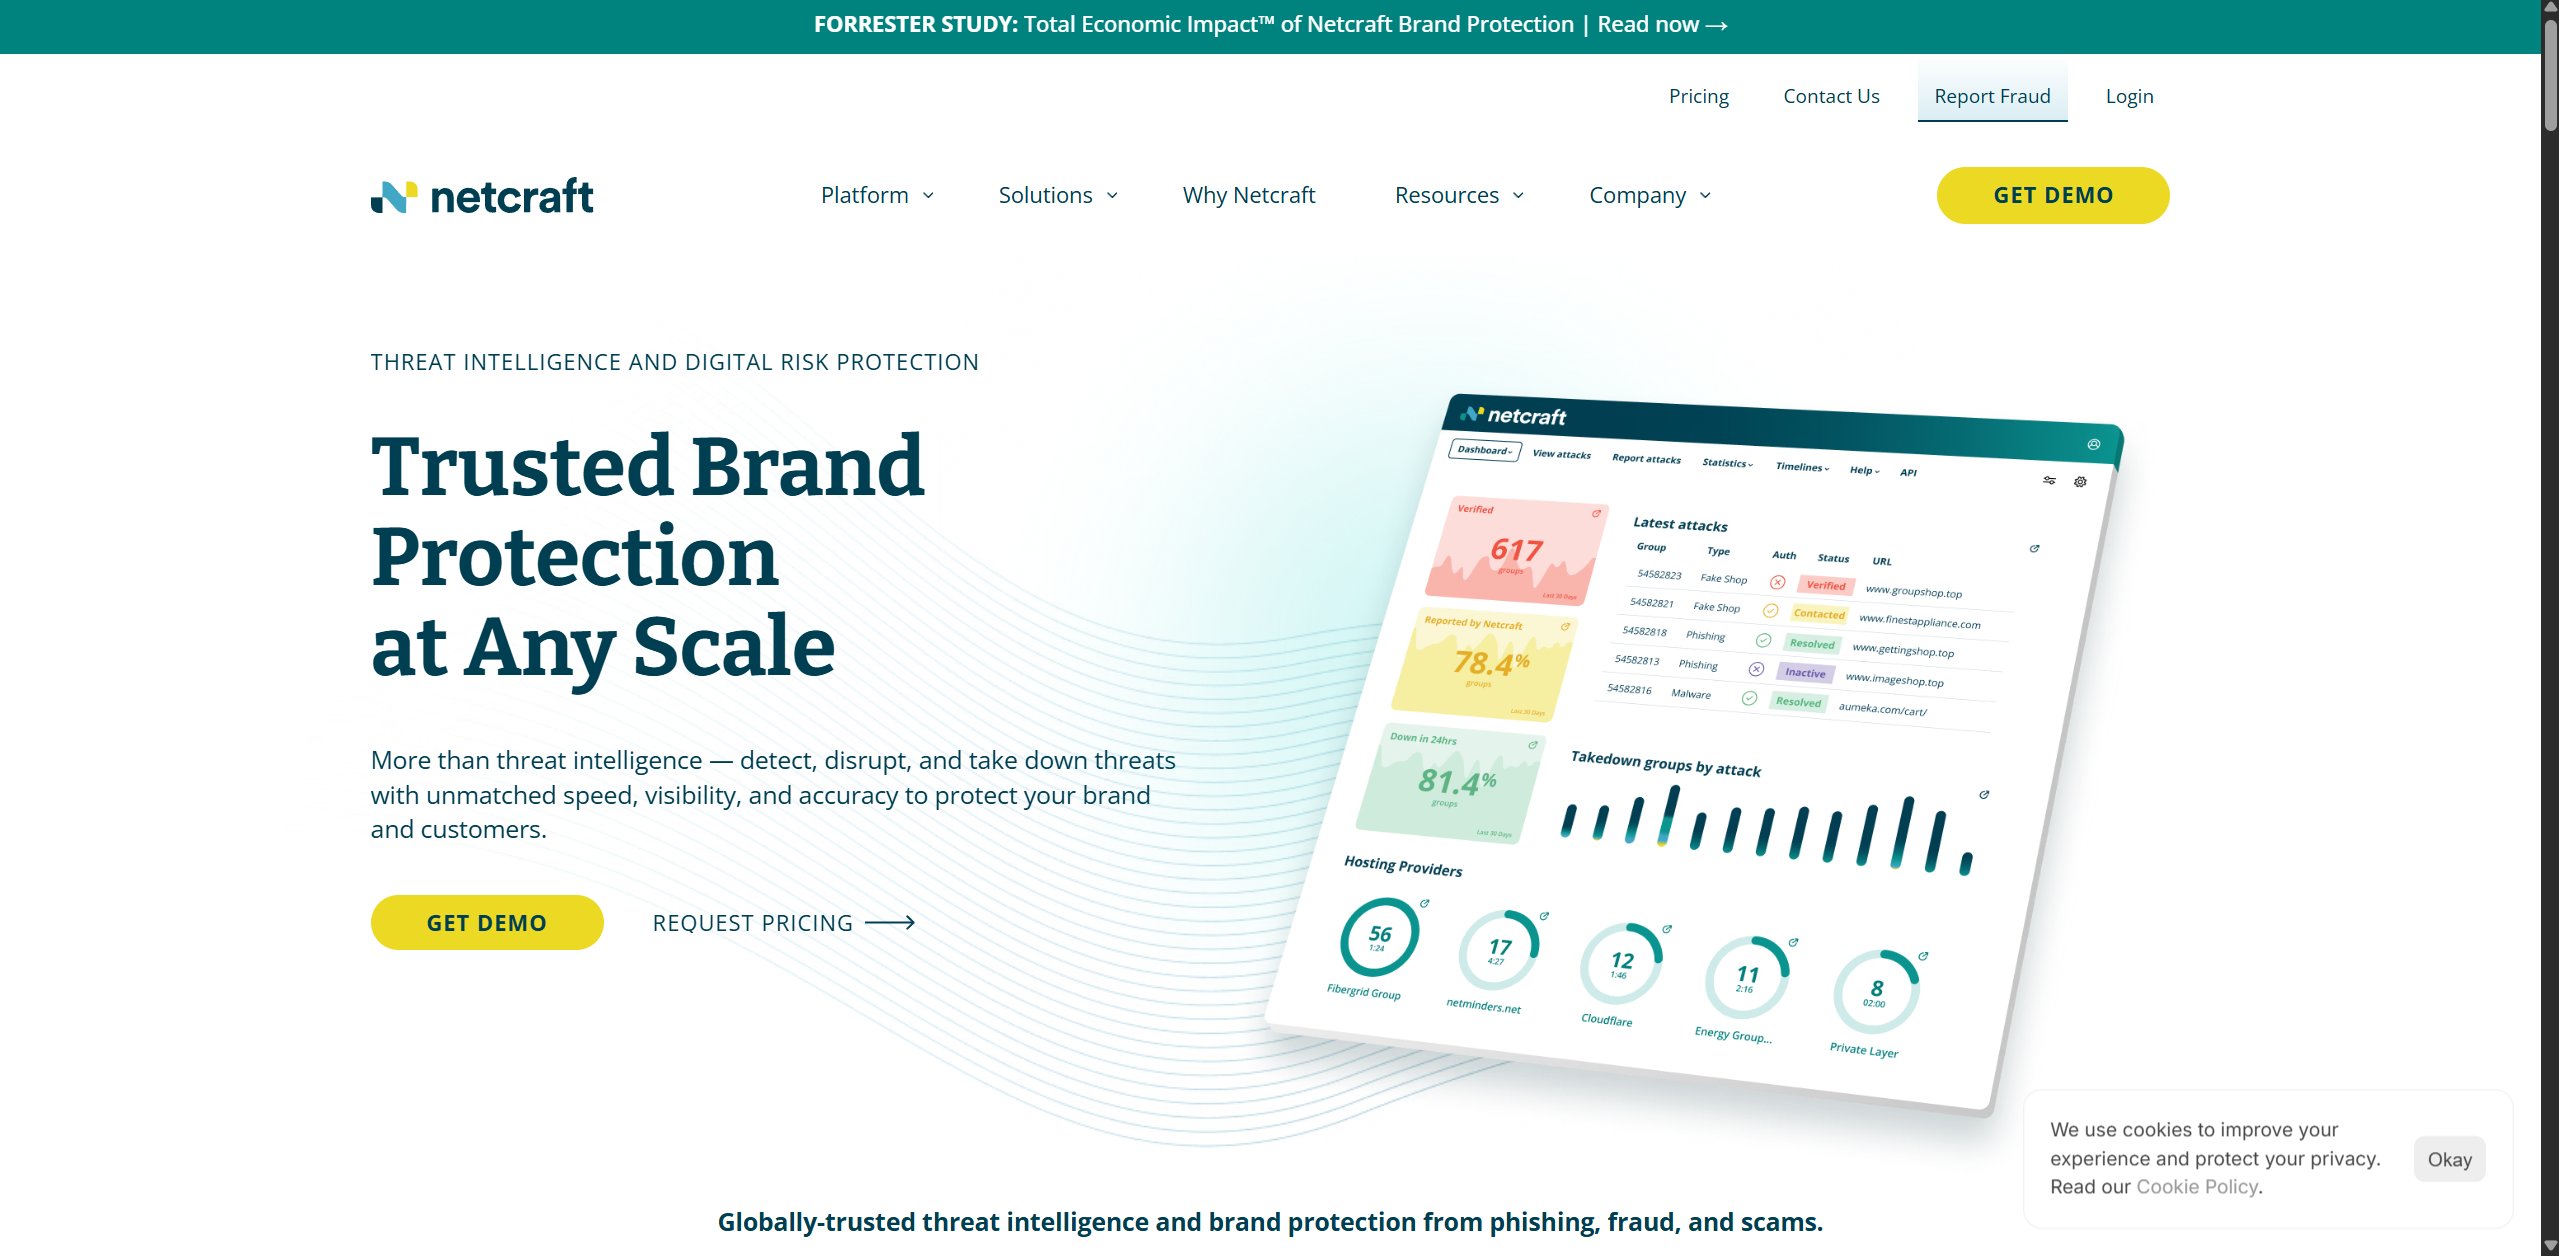 FORRESTER STUDY: Total Economic Impact™ of Netcraft Brand Protection | Read now →
Pricing Contact Us Report Fraud Login
netcraft
Platform Solutions Why Netcraft Resources Company GET DEMO
THREAT INTELLIGENCE AND DIGITAL RISK PROTECTION
Trusted Brand
Protection
at Any Scale
More than threat intelligence — detect, disrupt, and take down threats
with unmatched speed, visibility, and accuracy to protect your brand
and customers.
GET DEMO REQUEST PRICING
netcraft
Dashboard View attacks Report attacks Statistics Timelines Help API
Verified
617
groups
Last 30 Days
Reported by Netcraft
78.4%
groups
Last 30 Days
Down in 24hrs
81.4%
groups
Last 30 Days
Latest attacks
Group Type Auth Status URL
54582823 Fake Shop Verified www.groupshop.top
54582821 Fake Shop Contacted www.finestappliance.com
54582818 Phishing Resolved www.gettingshop.top
54582813 Phishing Inactive www.imageshop.top
54582816 Malware Resolved aumeka.com/cart/
Takedown groups by attack
Hosting Providers
56
1:24
Fibergrid Group
17
4:27
netminders.net
12
1:46
Cloudflare
11
2:16
Energy Group...
8
02:00
Private Layer
We use cookies to improve your
experience and protect your privacy.
Read our Cookie Policy.
Okay
Globally-trusted threat intelligence and brand protection from phishing, fraud, and scams.